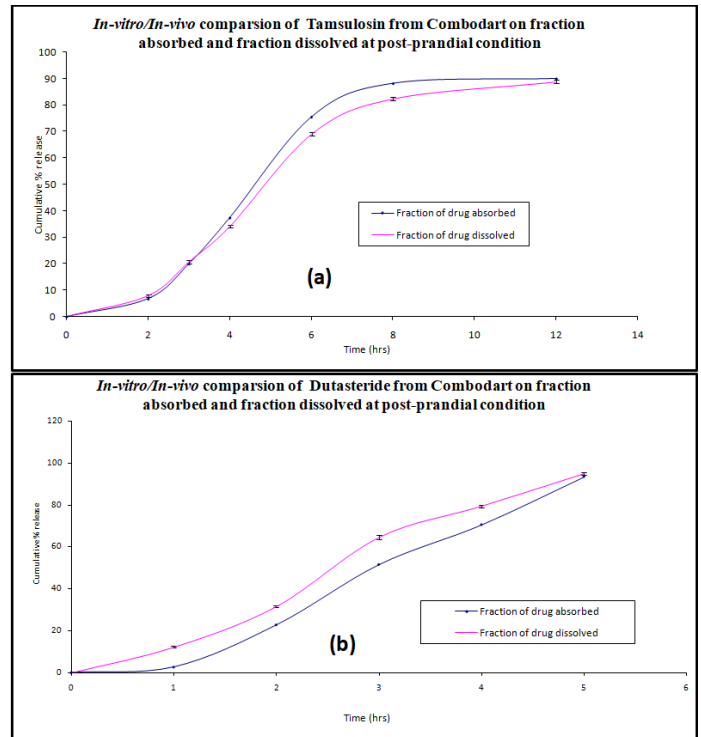 In-vitro/In-vivo comparsion of Tamsulosin from Combodart on fraction
absorbed and fraction dissolved at post-prandial condition
100
90
80
70
60
50
40
30
20
10
0
Cumulative % release
Fraction of drug absorbed
Fraction of drug dissolved
(a)
0 2 4 6 8 10 12 14
Time (hrs)
In-vitro/In-vivo comparsion of Dutasteride from Combodart on fraction
absorbed and fraction dissolved at post-prandial condition
120
100
80
60
40
20
0
Cumulative% release
Fraction of drug absorbed
Fraction of drug dissolved
(b)
0 1 2 3 4 5 6
Time (hrs)